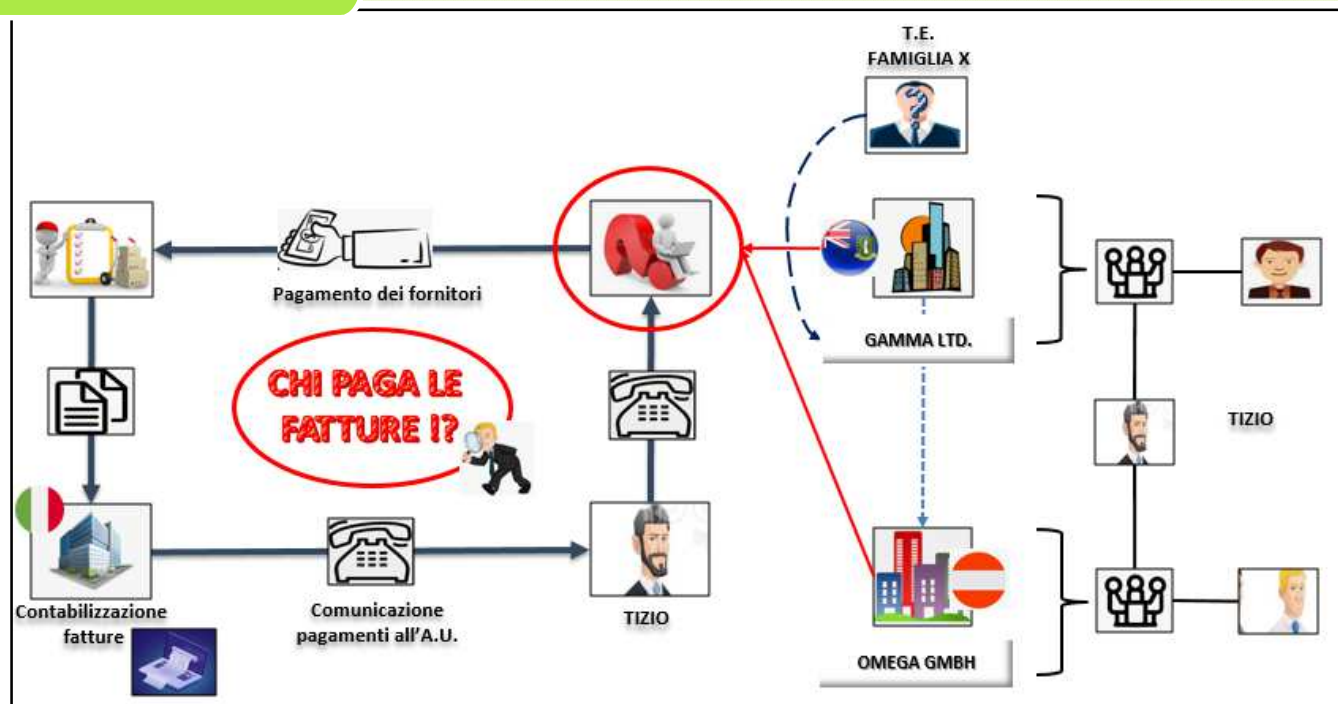 T.E.
FAMIGLIA X
Pagamento dei fornitori
GAMMA LTD.
CHI PAGA LE
FATTURE !?
TIZIO
Contabilizzazione
fatture
Comunicazione
pagamenti all'A.U.
TIZIO
OMEGA GMBH